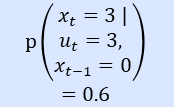 x_t = 3 |
p ( u_t = 3, )
x_{t−1} = 0
= 0.6